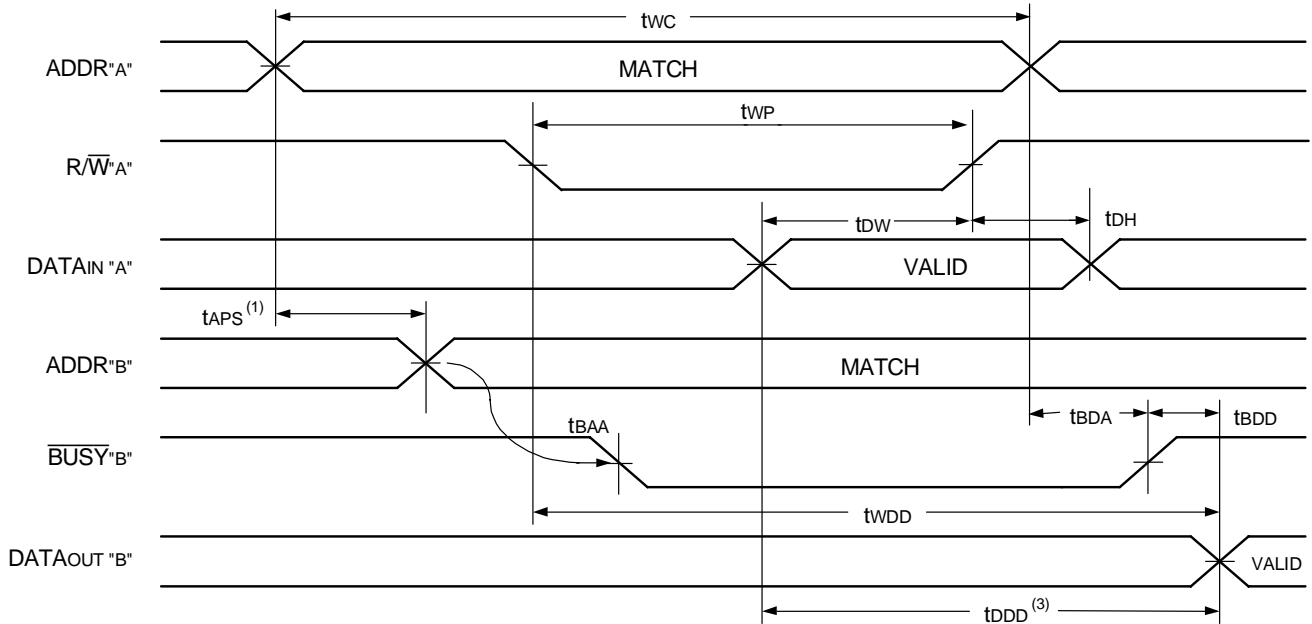 tWC
ADDR"A"
MATCH
tWP
R/W̅"A"
tDW
tDH
DATAIN "A"
VALID
tAPS (1)
ADDR"B"
MATCH
tBAA
tBDA
tBDD
B̅U̅S̅Y̅"B"
tWDD
DATAOUT "B"
VALID
tDDD (3)